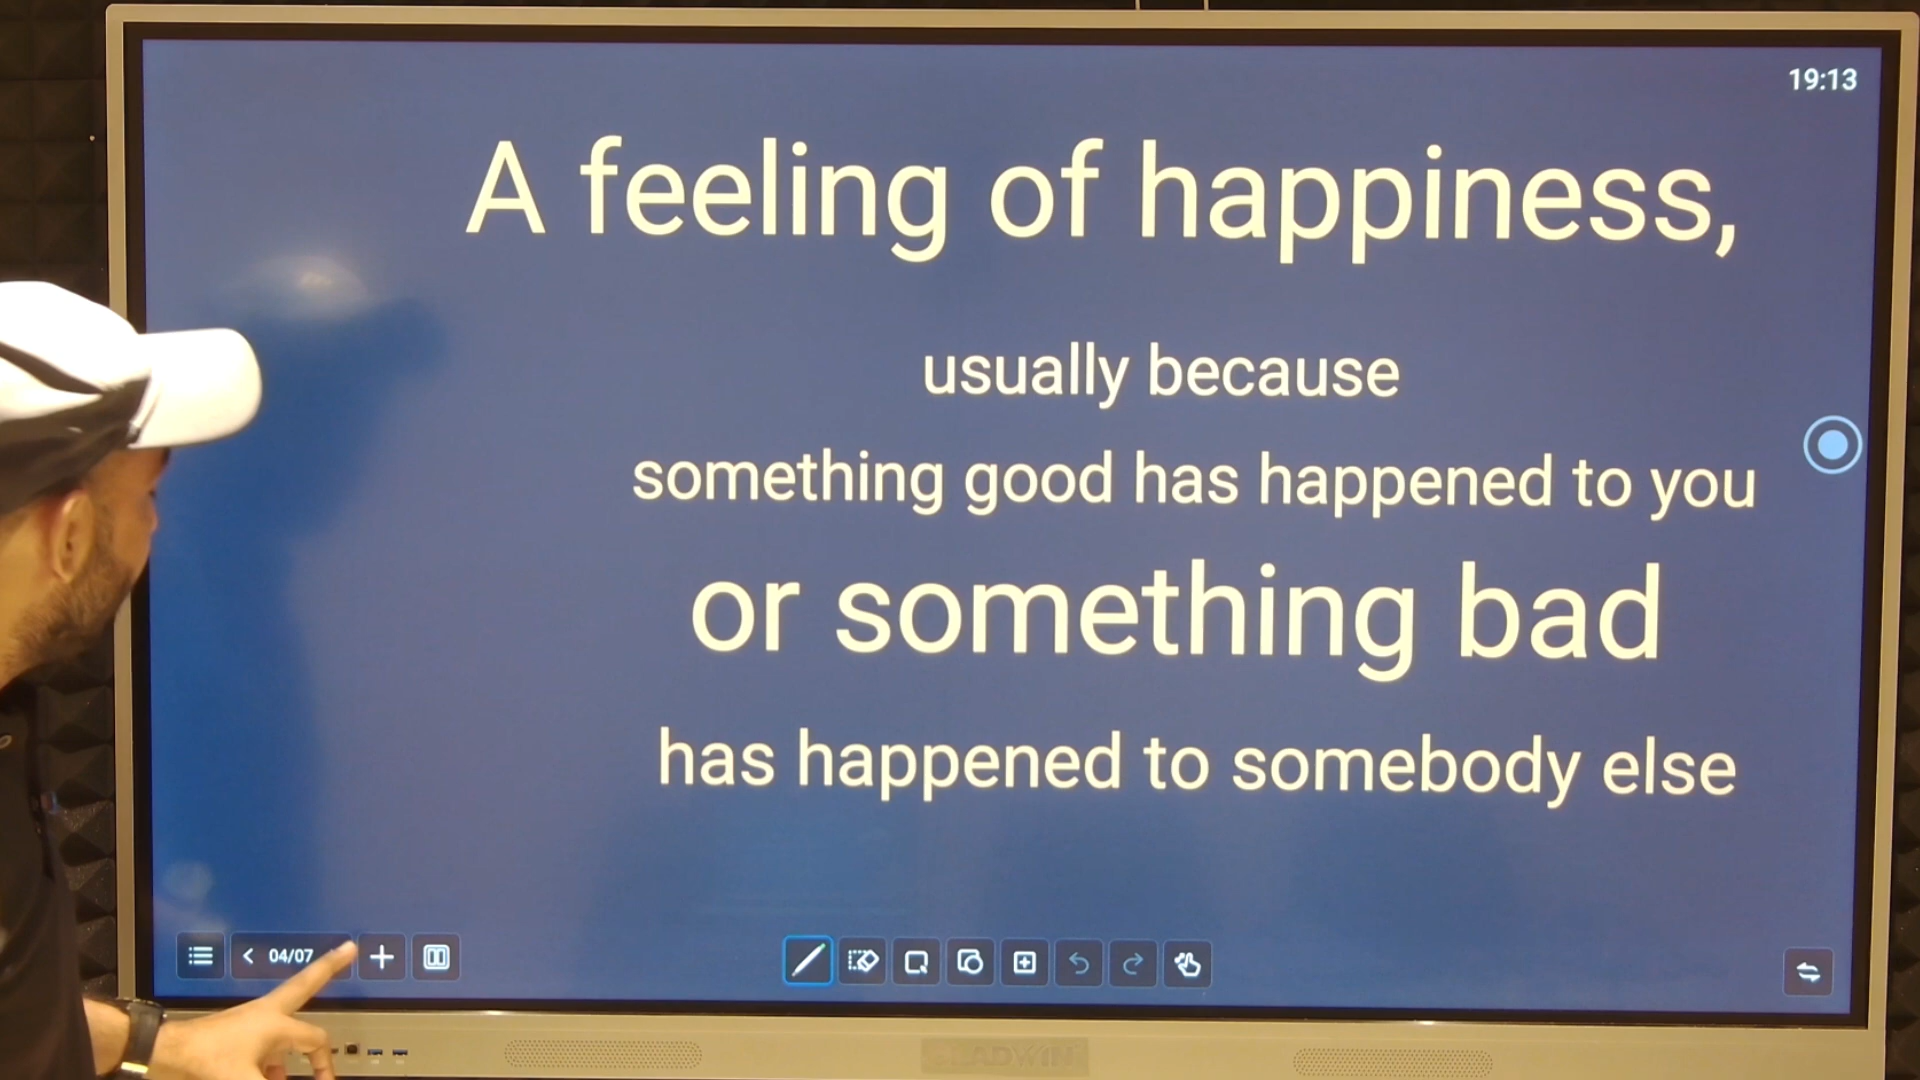 19:13
A feeling of happiness,
usually because
something good has happened to you
or something bad
has happened to somebody else
04/07